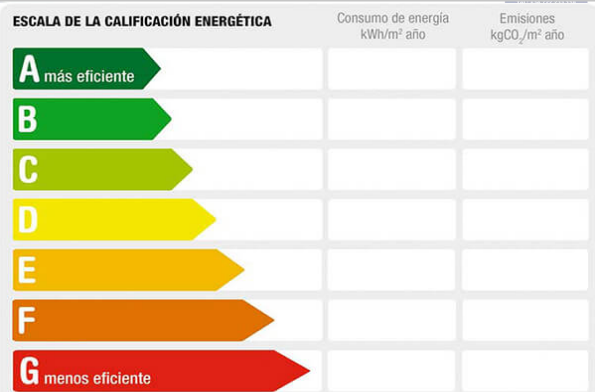 ESCALA DE LA CALIFICACIÓN ENERGÉTICA
Consumo de energía
kWh/m² año
Emisiones
kgCO₂/m² año
A más eficiente
B
C
D
E
F
G menos eficiente